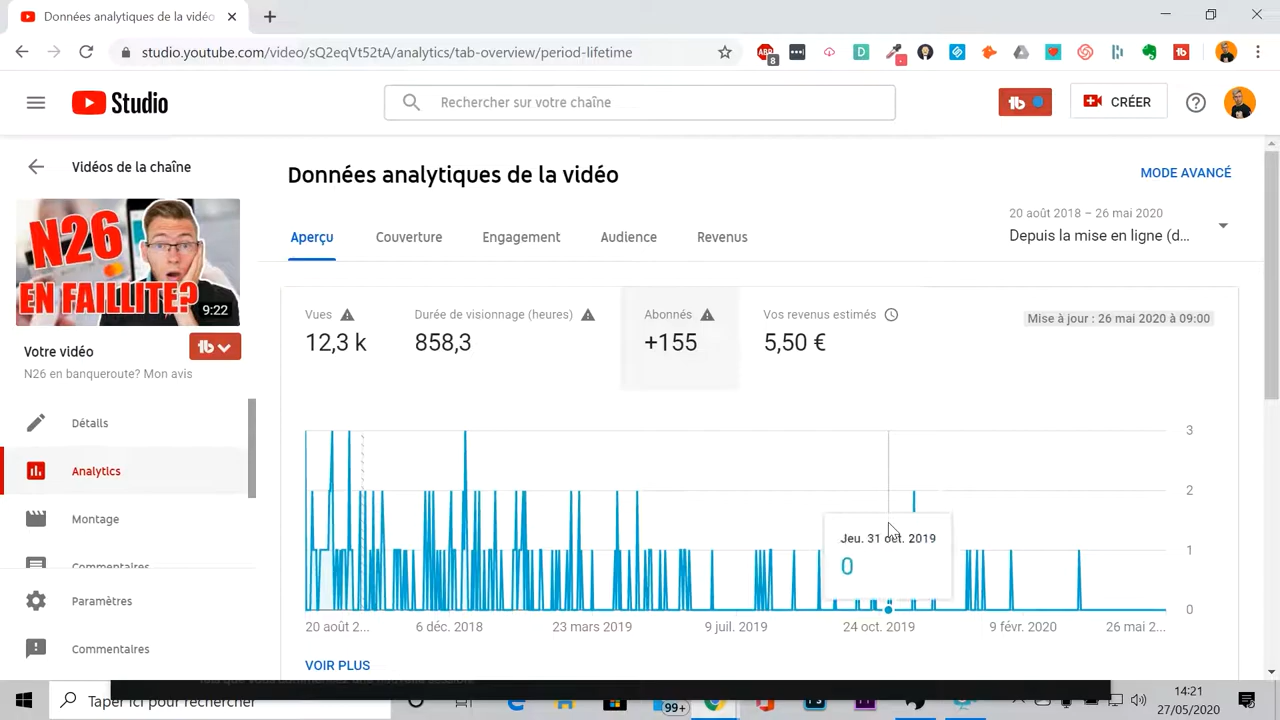 Données analytiques de la vidéo
studio.youtube.com/video/sQ2eqVt52tA/analytics/tab-overview/period-lifetime
8
Studio
Rechercher sur votre chaîne
CRÉER
Vidéos de la chaîne
N26
EN FAILLITE?
9:22
Votre vidéo
N26 en banqueroute? Mon avis
Détails
Analytics
Montage
Commentaires
Paramètres
Commentaires
Données analytiques de la vidéo
MODE AVANCÉ
20 août 2018 – 26 mai 2020
Depuis la mise en ligne (d...
Aperçu
Couverture
Engagement
Audience
Revenus
Vues
12,3 k
Durée de visionnage (heures)
858,3
Abonnés
+155
Vos revenus estimés
5,50 €
Mise à jour : 26 mai 2020 à 09:00
3
2
1
0
Jeu. 31 oct. 2019
0
20 août 2...
6 déc. 2018
23 mars 2019
9 juil. 2019
24 oct. 2019
9 févr. 2020
26 mai 2...
VOIR PLUS
Taper ici pour rechercher
99+
14:21
27/05/2020